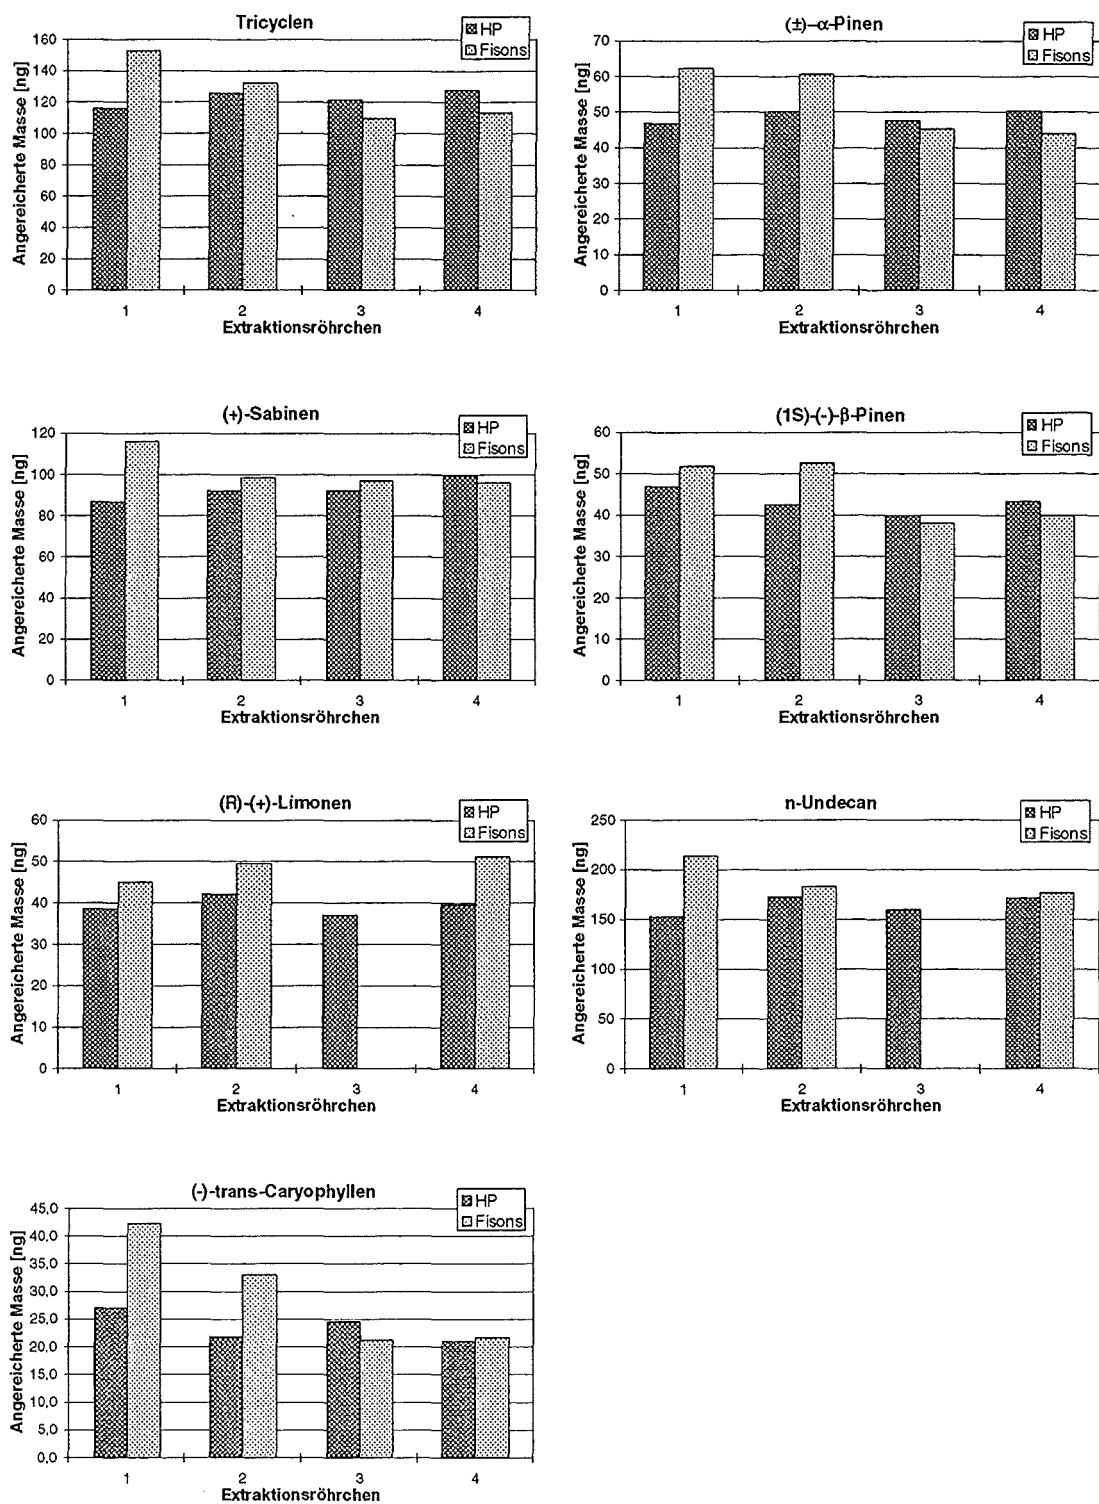 Tricyclen
HP
Fisons
Angereicherte Masse [ng]
160
140
120
100
80
60
40
20
0
1 2 3 4
Extraktionsröhrchen
(±)-α-Pinen
HP
Fisons
Angereicherte Masse [ng]
70
60
50
40
30
20
10
0
1 2 3 4
Extraktionsröhrchen
(+)-Sabinen
HP
Fisons
Angereicherte Masse [ng]
120
100
80
60
40
20
0
1 2 3 4
Extraktionsröhrchen
(1S)-(-)-β-Pinen
HP
Fisons
Angereicherte Masse [ng]
60
50
40
30
20
10
0
1 2 3 4
Extraktionsröhrchen
(R)-(+)-Limonen
HP
Fisons
Angereicherte Masse [ng]
60
50
40
30
20
10
0
1 2 3 4
Extraktionsröhrchen
n-Undecan
HP
Fisons
Angereicherte Masse [ng]
250
200
150
100
50
0
1 2 3 4
Extraktionsröhrchen
(-)-trans-Caryophyllen
HP
Fisons
Angereicherte Masse [ng]
45,0
40,0
35,0
30,0
25,0
20,0
15,0
10,0
5,0
0,0
1 2 3 4
Extraktionsröhrchen